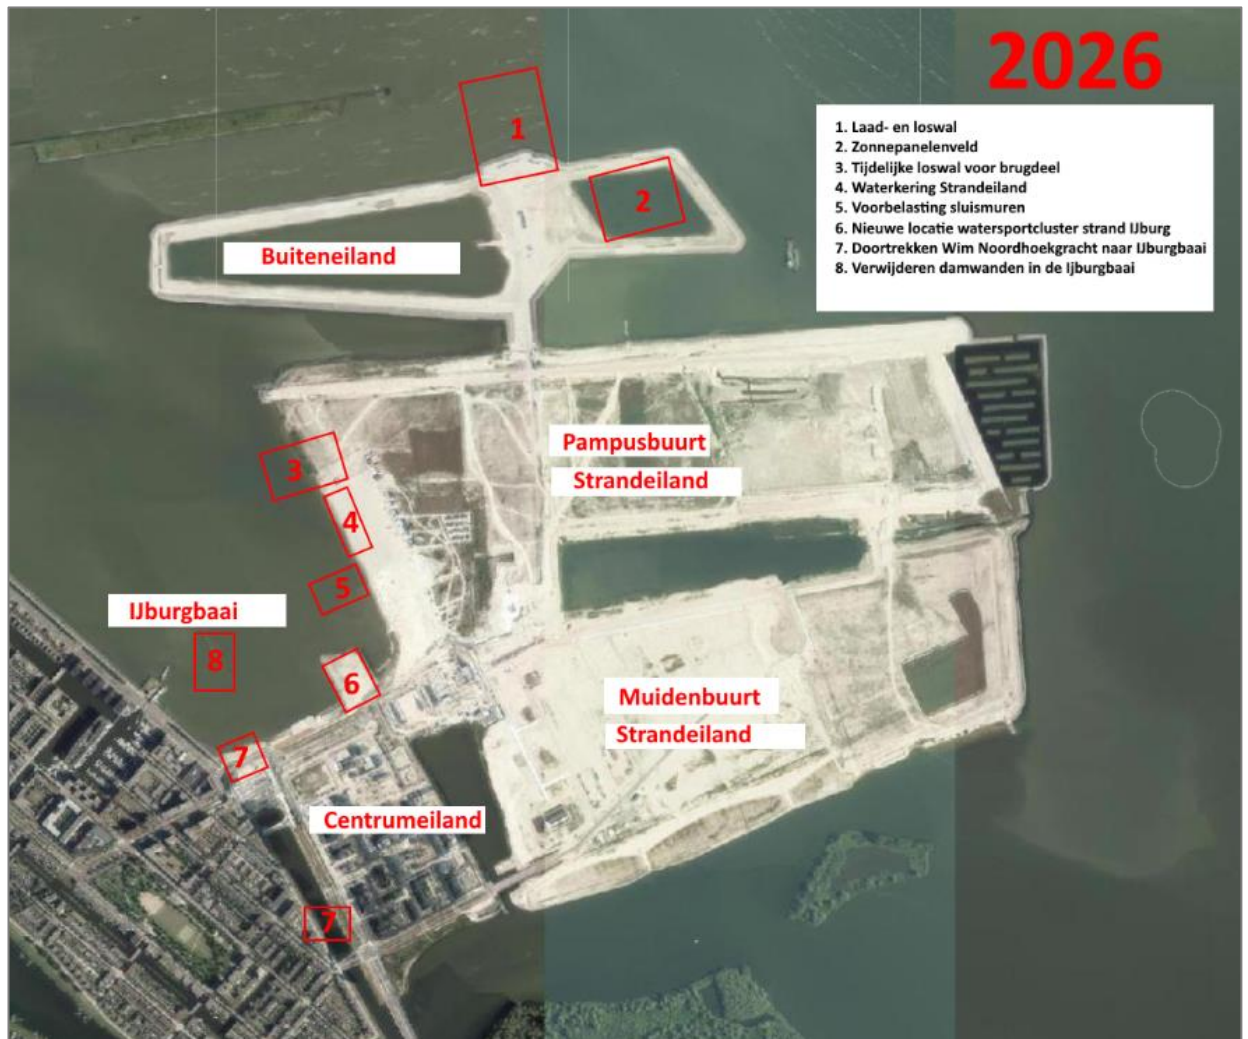 2026
1. Laad- en loswal
2. Zonnepanelenveld
3. Tijdelijke loswal voor brugdeel
4. Waterkering Strandeiland
5. Voorbelasting sluismuren
6. Nieuwe locatie watersportcluster strand IJburg
7. Doortrekken Wim Noordhoekgracht naar IJburgbaai
8. Verwijderen damwanden in de Ijburgbaai
1
2
Buiteneiland
Pampusbuurt
Strandeiland
3
4
5
IJburgbaai
8
6
Muidenbuurt
Strandeiland
7
Centrumeiland
7